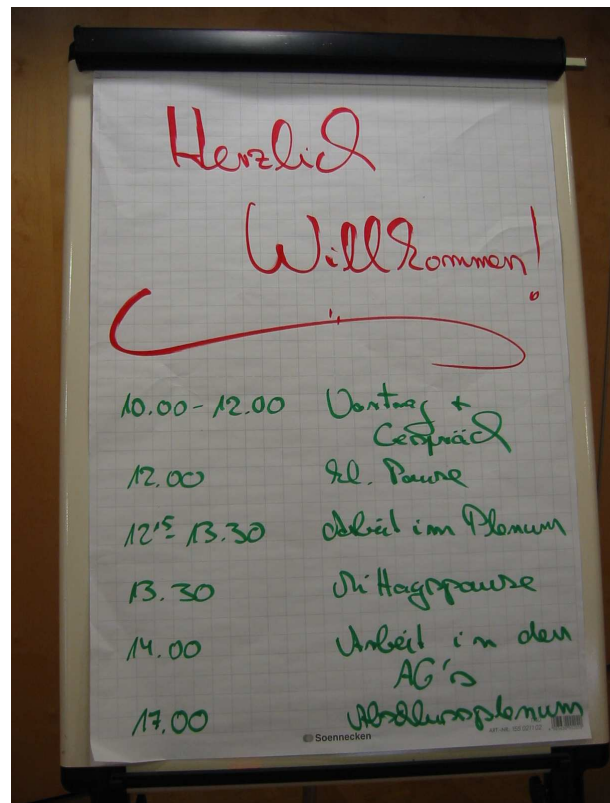 Herzlich
Willkommen!
10.00 - 12.00 Vortrag +
Gespräch
12.00 kl. Pause
12¹⁵- 13.30 Arbeit im Plenum
13.30 Mittagspause
14.00 Arbeit in den
AG's
17.00 Abschlussplenum
Soennecken